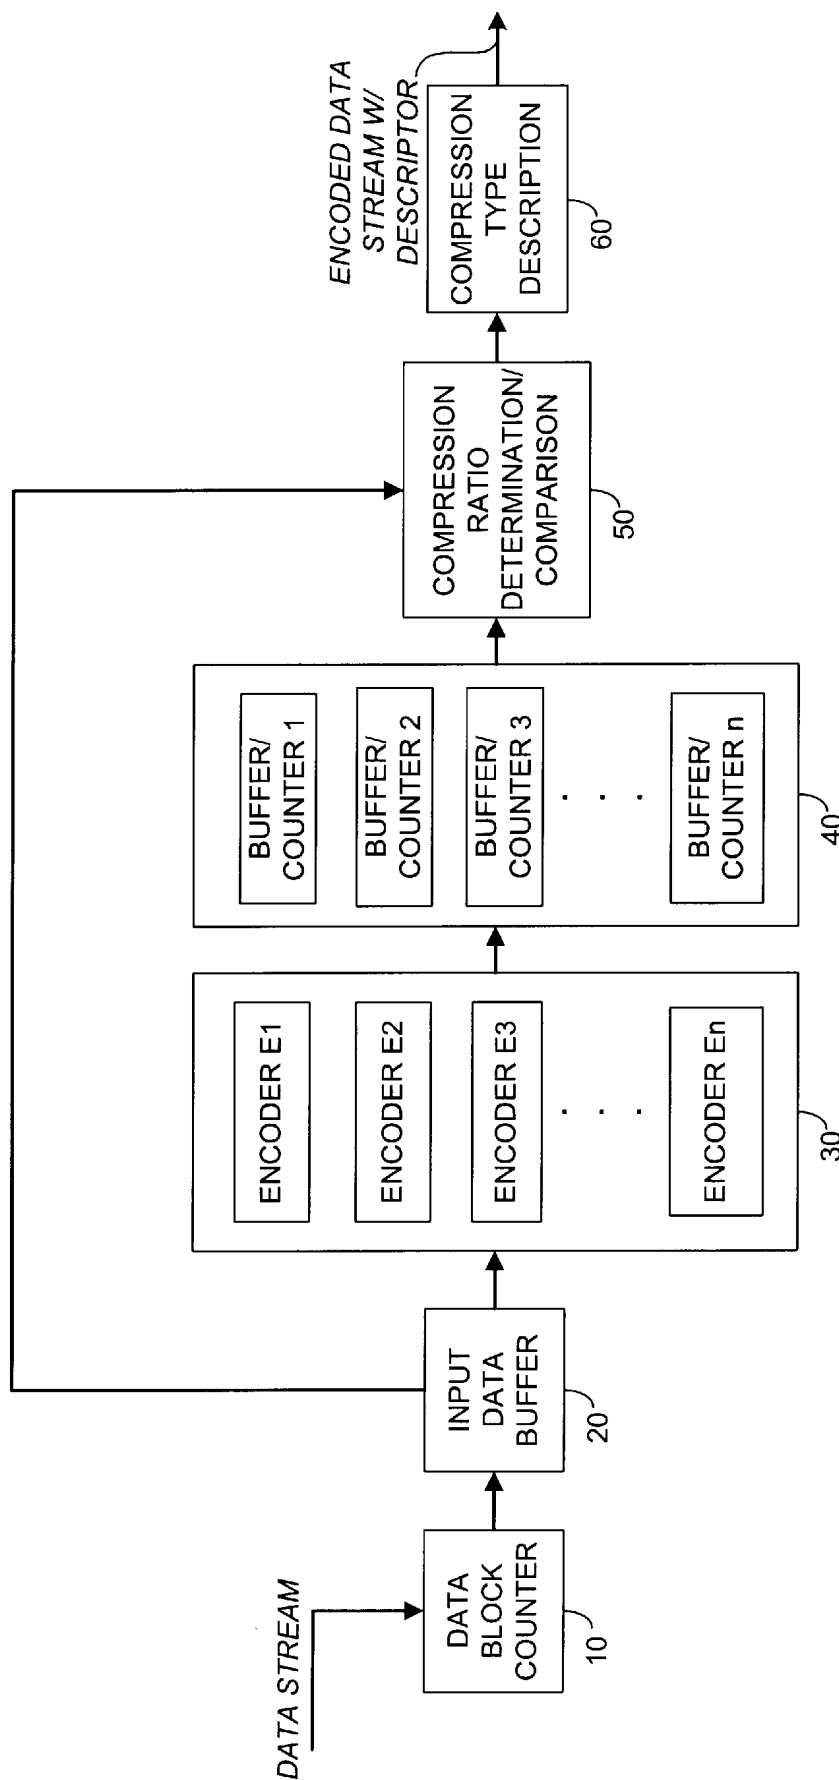 DATA STREAM
DATA
BLOCK
COUNTER
10
INPUT
DATA
BUFFER
20
ENCODER E1
ENCODER E2
ENCODER E3
. . .
ENCODER En
30
BUFFER/
COUNTER 1
BUFFER/
COUNTER 2
BUFFER/
COUNTER 3
. . .
BUFFER/
COUNTER n
40
COMPRESSION
RATIO
DETERMINATION/
COMPARISON
50
COMPRESSION
TYPE
DESCRIPTION
60
ENCODED DATA
STREAM W/
DESCRIPTOR